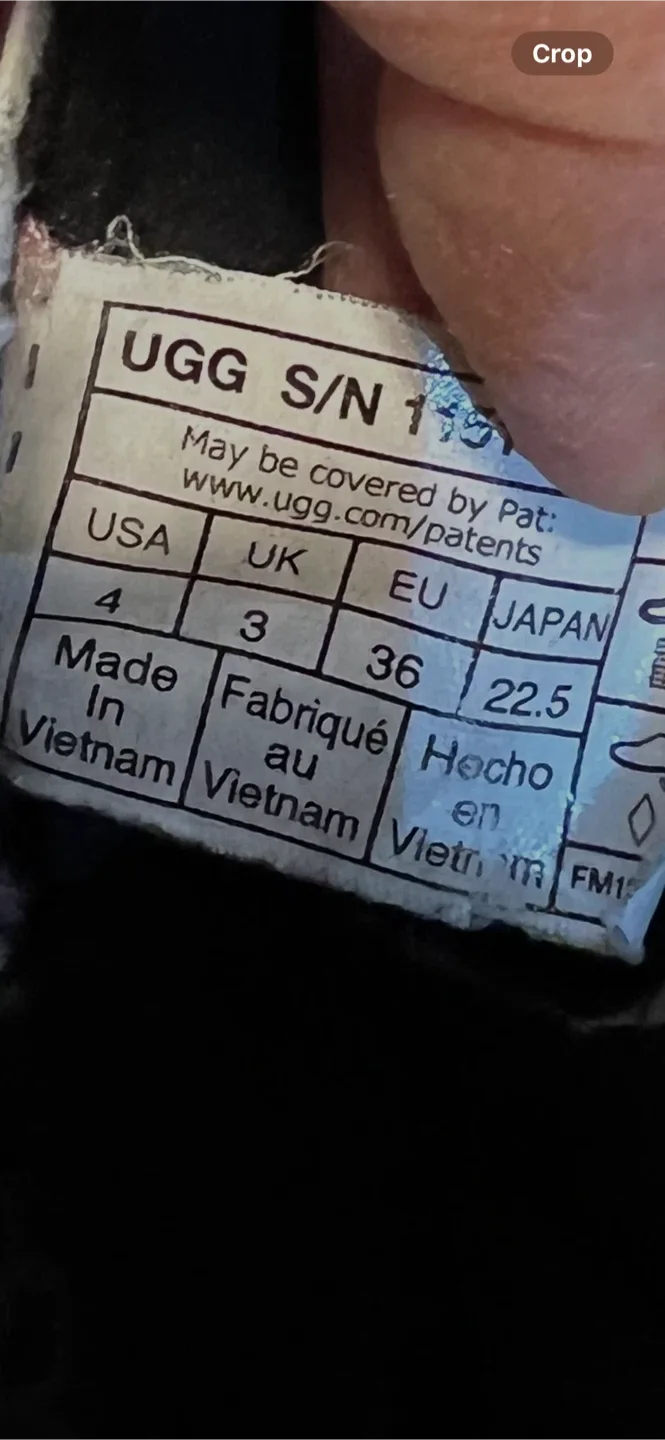 Crop
UGG S/N
May be covered by Pat:
www.ugg.com/patents
USA UK EU JAPAN
4 3 36 22.5
Made Fabriqué Hecho
In au en
Vietnam Vietnam